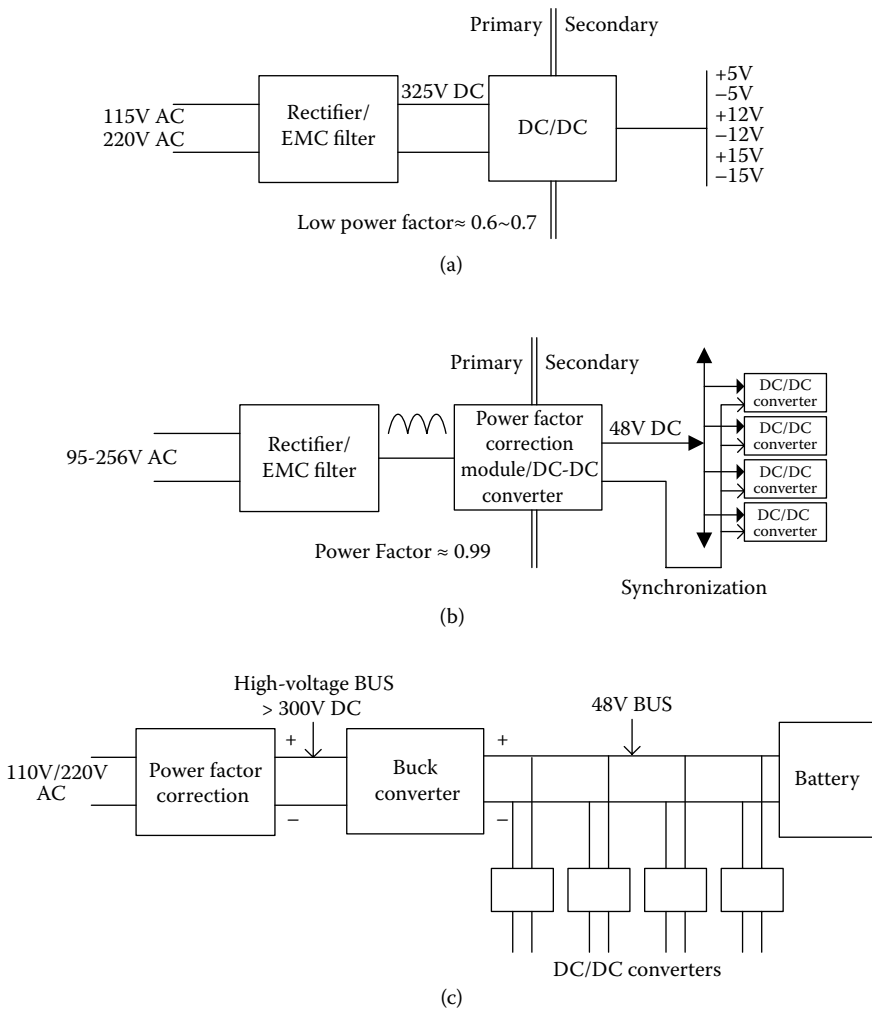 Primary
Secondary
115V AC
220V AC
Rectifier/
EMC filter
325V DC
DC/DC
+5V
−5V
+12V
−12V
+15V
−15V
Low power factor≈ 0.6~0.7
(a)
Primary
Secondary
95-256V AC
Rectifier/
EMC filter
Power factor
correction
module/DC-DC
converter
48V DC
DC/DC
converter
DC/DC
converter
DC/DC
converter
DC/DC
converter
Power Factor ≈ 0.99
Synchronization
(b)
High-voltage BUS
> 300V DC
48V BUS
110V/220V
AC
Power factor
correction
+
−
Buck
converter
+
−
Battery
DC/DC converters
(c)